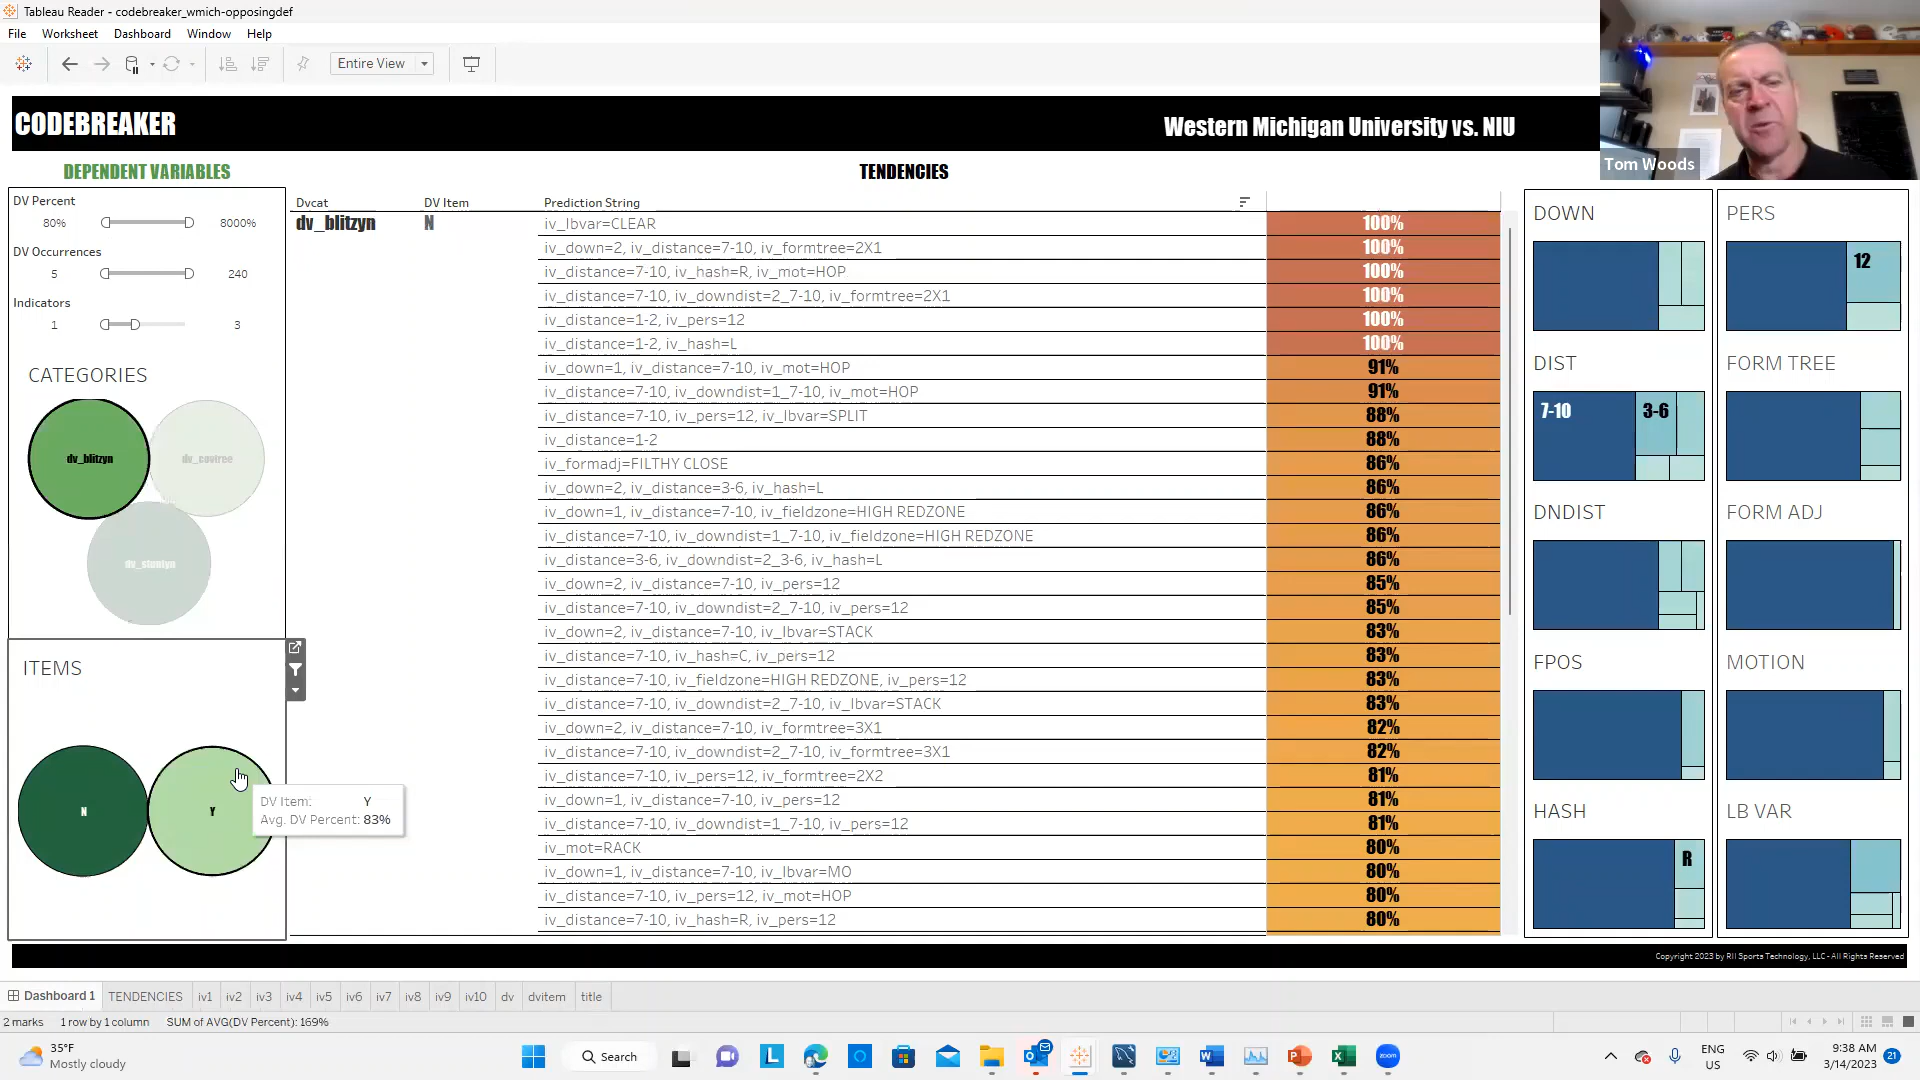 Tableau Reader - codebreaker_wmich-opposingdef
File Worksheet Dashboard Window Help
Entire View
CODEBREAKER
Western Michigan University vs. NIU
Tom Woods
DEPENDENT VARIABLES
TENDENCIES
DV Percent
80% 8000%
DV Occurrences
5 240
Indicators
1 3
CATEGORIES
dv_blitzyn
dv_covtree
dv_stuntyn
ITEMS
N
Y
DV Item: Y
Avg. DV Percent: 83%
Dvcat DV Item Prediction String
dv_blitzyn N iv_lbvar=CLEAR 100%
iv_down=2, iv_distance=7-10, iv_formtree=2X1 100%
iv_distance=7-10, iv_hash=R, iv_mot=HOP 100%
iv_distance=7-10, iv_downdist=2_7-10, iv_formtree=2X1 100%
iv_distance=1-2, iv_pers=12 100%
iv_distance=1-2, iv_hash=L 100%
iv_down=1, iv_distance=7-10, iv_mot=HOP 91%
iv_distance=7-10, iv_downdist=1_7-10, iv_mot=HOP 91%
iv_distance=7-10, iv_pers=12, iv_lbvar=SPLIT 88%
iv_distance=1-2 88%
iv_formadj=FILTHY CLOSE 86%
iv_down=2, iv_distance=3-6, iv_hash=L 86%
iv_down=1, iv_distance=7-10, iv_fieldzone=HIGH REDZONE 86%
iv_distance=7-10, iv_downdist=1_7-10, iv_fieldzone=HIGH REDZONE 86%
iv_distance=3-6, iv_downdist=2_3-6, iv_hash=L 86%
iv_down=2, iv_distance=7-10, iv_pers=12 85%
iv_distance=7-10, iv_downdist=2_7-10, iv_pers=12 85%
iv_down=2, iv_distance=7-10, iv_lbvar=STACK 83%
iv_distance=7-10, iv_hash=C, iv_pers=12 83%
iv_distance=7-10, iv_fieldzone=HIGH REDZONE, iv_pers=12 83%
iv_distance=7-10, iv_downdist=2_7-10, iv_lbvar=STACK 83%
iv_down=2, iv_distance=7-10, iv_formtree=3X1 82%
iv_distance=7-10, iv_downdist=2_7-10, iv_formtree=3X1 82%
iv_distance=7-10, iv_pers=12, iv_formtree=2X2 81%
iv_down=1, iv_distance=7-10, iv_pers=12 81%
iv_distance=7-10, iv_downdist=1_7-10, iv_pers=12 81%
iv_mot=RACK 80%
iv_down=1, iv_distance=7-10, iv_lbvar=MO 80%
iv_distance=7-10, iv_pers=12, iv_mot=HOP 80%
iv_distance=7-10, iv_hash=R, iv_pers=12 80%
DOWN
DIST
7-10 3-6
DNDIST
FPOS
HASH
R
PERS
12
FORM TREE
FORM ADJ
MOTION
LB VAR
Copyright 2023 by RII Sports Technology, LLC - All Rights Reserved
Dashboard 1 TENDENCIES iv1 iv2 iv3 iv4 iv5 iv6 iv7 iv8 iv9 iv10 dv dvitem title
2 marks 1 row by 1 column SUM of AVG(DV Percent): 169%
35°F
Mostly cloudy
Search
zoom
ENG
US
9:38 AM
3/14/2023
21